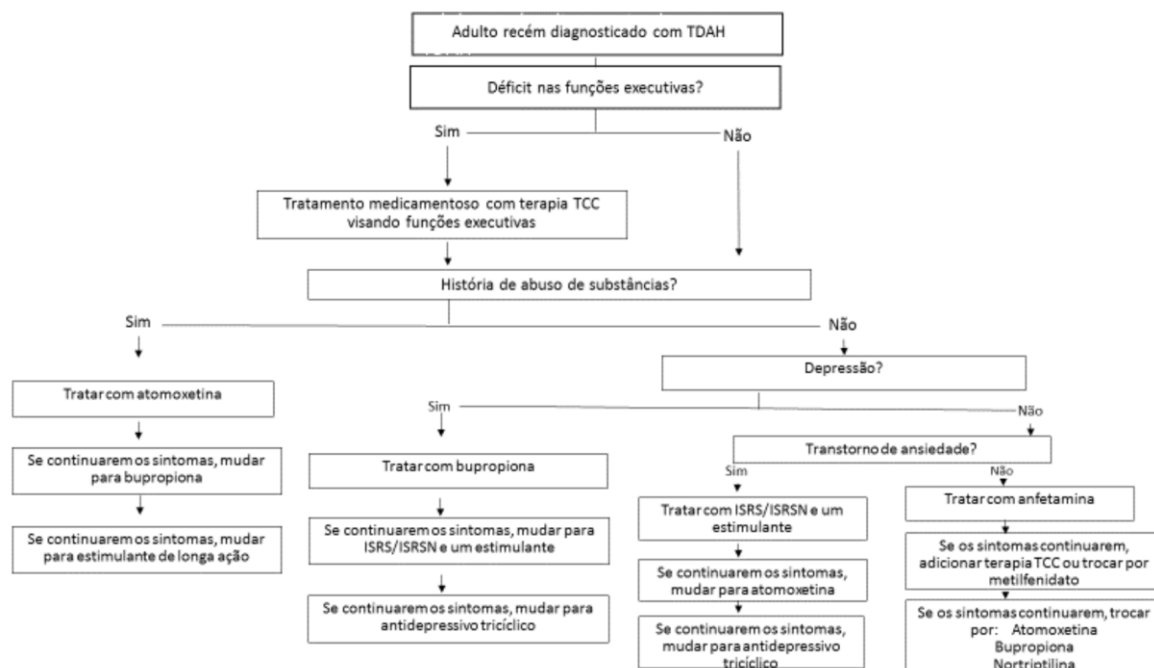 Adulto recém diagnosticado com TDAH
Déficit nas funções executivas?
Sim
Não
Tratamento medicamentoso com terapia TCC
visando funções executivas
História de abuso de substâncias?
Sim
Não
Depressão?
Tratar com atomoxetina
Sim
Não
Se continuarem os sintomas, mudar
para bupropiona
Tratar com bupropiona
Transtorno de ansiedade?
Sim
Não
Se continuarem os sintomas, mudar
para estimulante de longa ação
Se continuarem os sintomas, mudar para
ISRS/ISRSN e um estimulante
Se continuarem os sintomas, mudar para
antidepressivo tricíclico
Tratar com ISRS/ISRSN e um
estimulante
Se continuarem os sintomas,
mudar para atomoxetina
Se continuarem os sintomas,
mudar para antidepressivo
tricíclico
Tratar com anfetamina
Se os sintomas continuarem,
adicionar terapia TCC ou trocar por
metilfenidato
Se os sintomas continuarem, trocar
por: Atomoxetina
Bupropiona
Nortriptilina